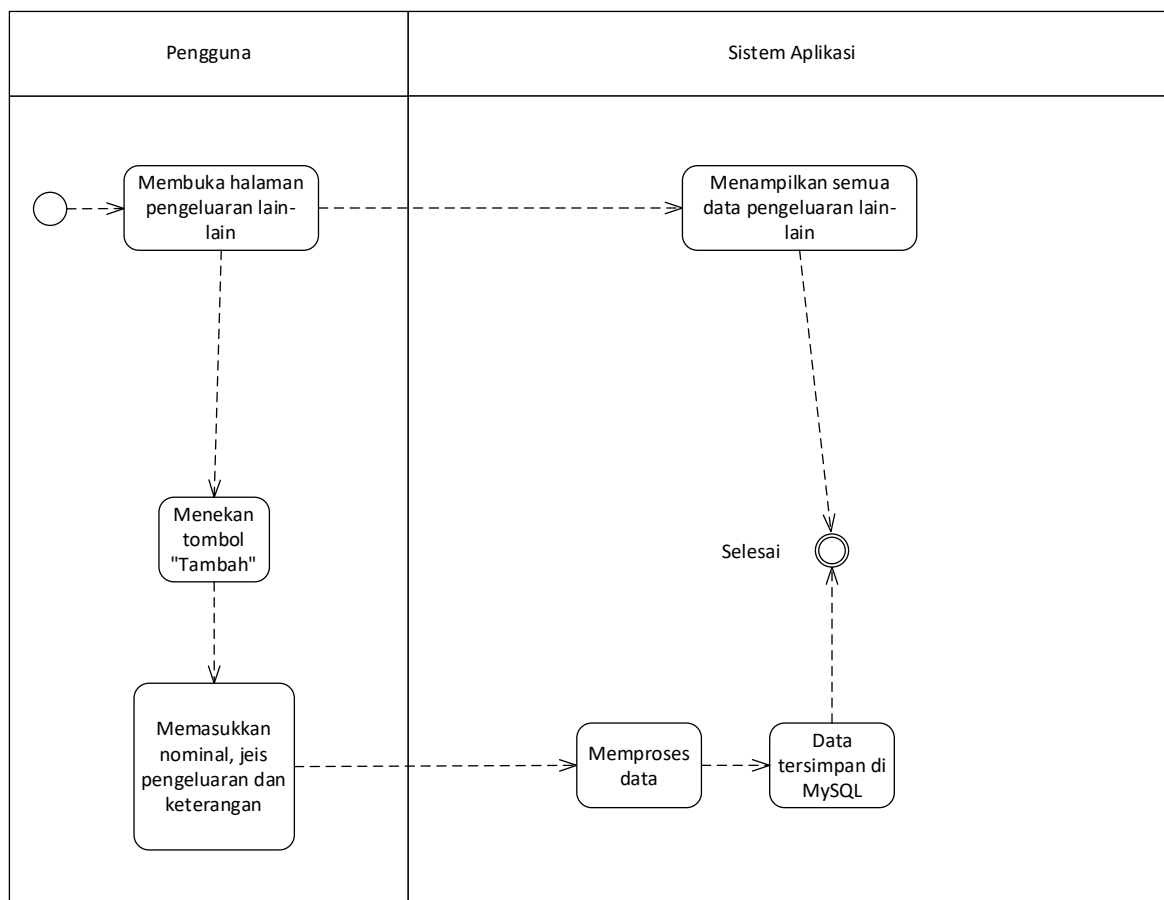 Pengguna
Sistem Aplikasi
Membuka halaman
pengeluaran lain-
lain
Menampilkan semua
data pengeluaran lain-
lain
Menekan
tombol
"Tambah"
Selesai
Memasukkan
nominal, jeis
pengeluaran dan
keterangan
Memproses
data
Data
tersimpan di
MySQL